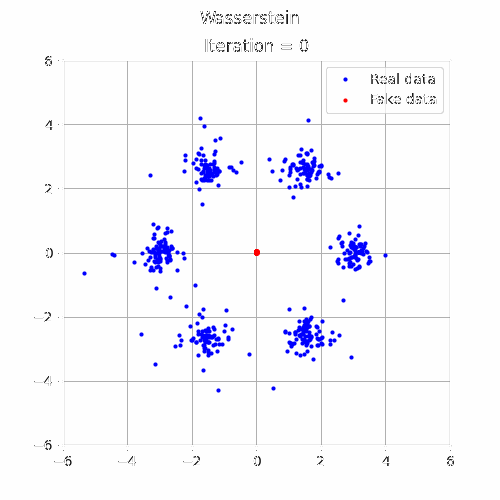 Wasserstein
Iteration = 0
Real data
Fake data
6
4
2
0
−2
−4
−6
−6 −4 −2 0 2 4 6